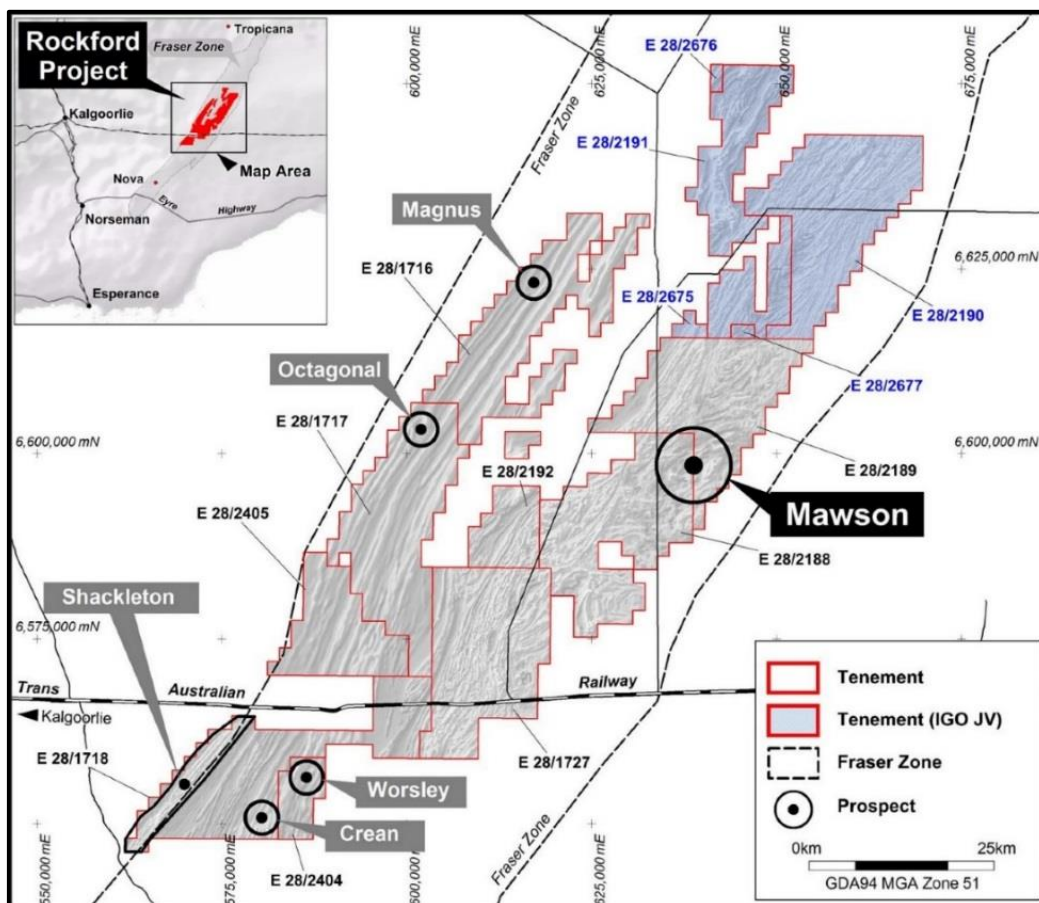 Rockford
Project
Tropicana
Fraser Zone
Kalgoorlie
Map Area
Nova
Eyre
Highway
Norseman
Esperance
600,000 mE
625,000 mE
650,000 mE
675,000 mE
Fraser Zone
E 28/2676
E 28/2191
Magnus
E 28/1716
6,625,000 mN
E 28/2675
E 28/2190
Octagonal
E 28/2677
E 28/1717
6,600,000 mN
6,600,000 mN
E 28/2192
E 28/2189
Mawson
E 28/2405
E 28/2188
Shackleton
6,575,000 mN
Trans
Australian
Railway
Kalgoorlie
E 28/1718
E 28/1727
Worsley
Crean
E 28/2404
Fraser Zone
550,000 mE
575,000 mE
600,000 mE
625,000 mE
Tenement
Tenement (IGO JV)
Fraser Zone
Prospect
0km
25km
GDA94 MGA Zone 51